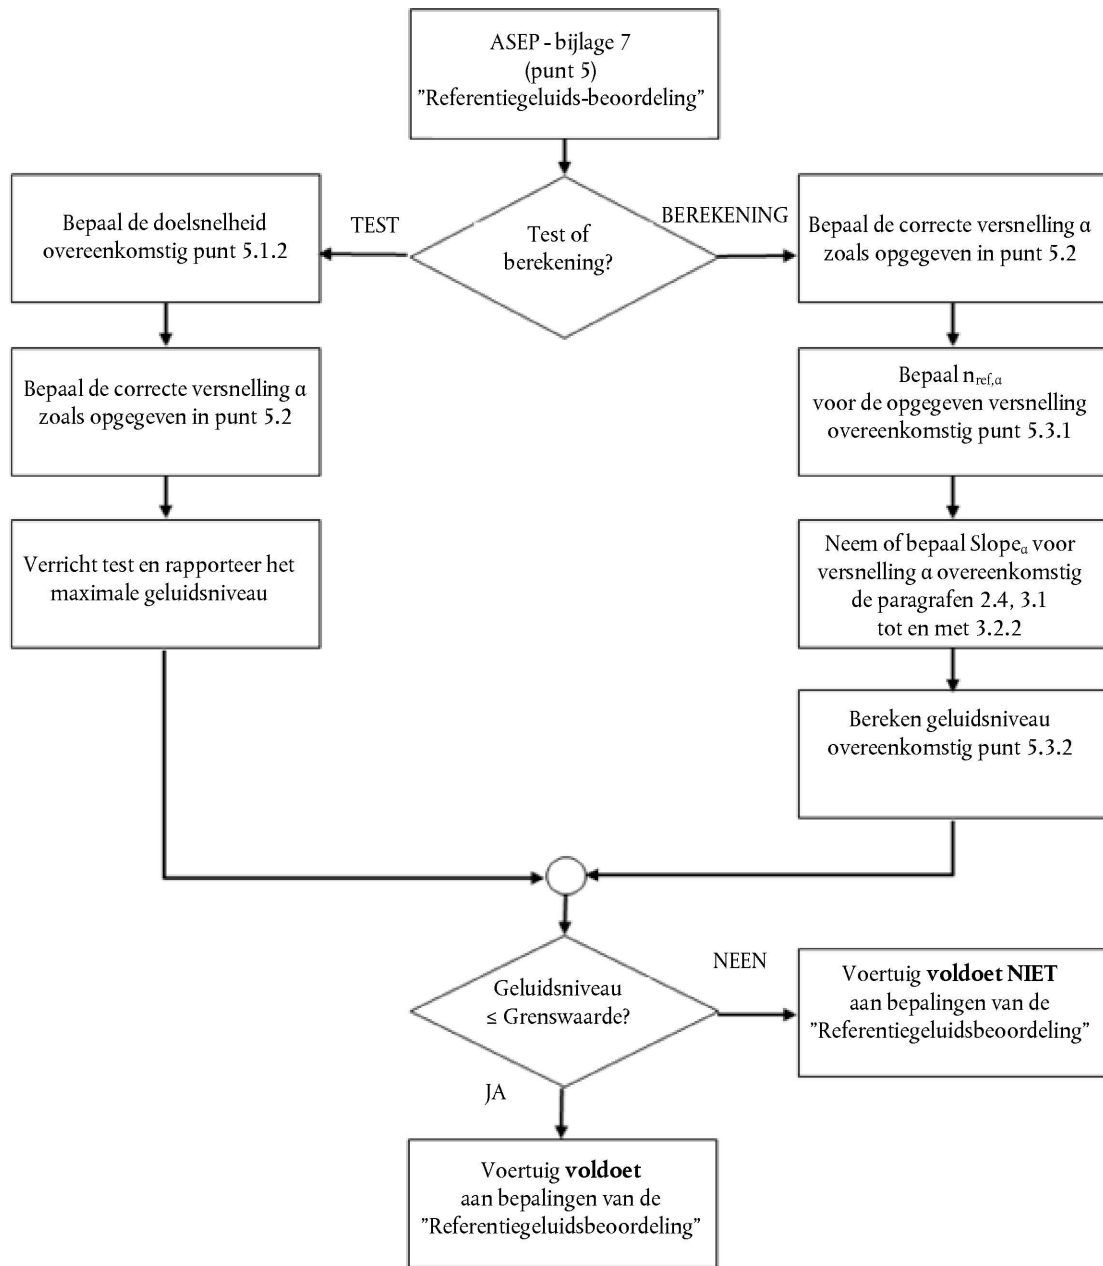 ASEP - bijlage 7
(punt 5)
”Referentiegeluids-beoordeling”
Test of
berekening?
TEST
BEREKENING
Bepaal de doelsnelheid
overeenkomstig punt 5.1.2
Bepaal de correcte versnelling α
zoals opgegeven in punt 5.2
Verricht test en rapporteer het
maximale geluidsniveau
Bepaal de correcte versnelling α
zoals opgegeven in punt 5.2
Bepaal nref,α
voor de opgegeven versnelling
overeenkomstig punt 5.3.1
Neem of bepaal Slopeα voor
versnelling α overeenkomstig
de paragrafen 2.4, 3.1
tot en met 3.2.2
Bereken geluidsniveau
overeenkomstig punt 5.3.2
Geluidsniveau
≤ Grenswaarde?
NEEN
Voertuig voldoet NIET
aan bepalingen van de
”Referentiegeluidsbeoordeling”
JA
Voertuig voldoet
aan bepalingen van de
”Referentiegeluidsbeoordeling”